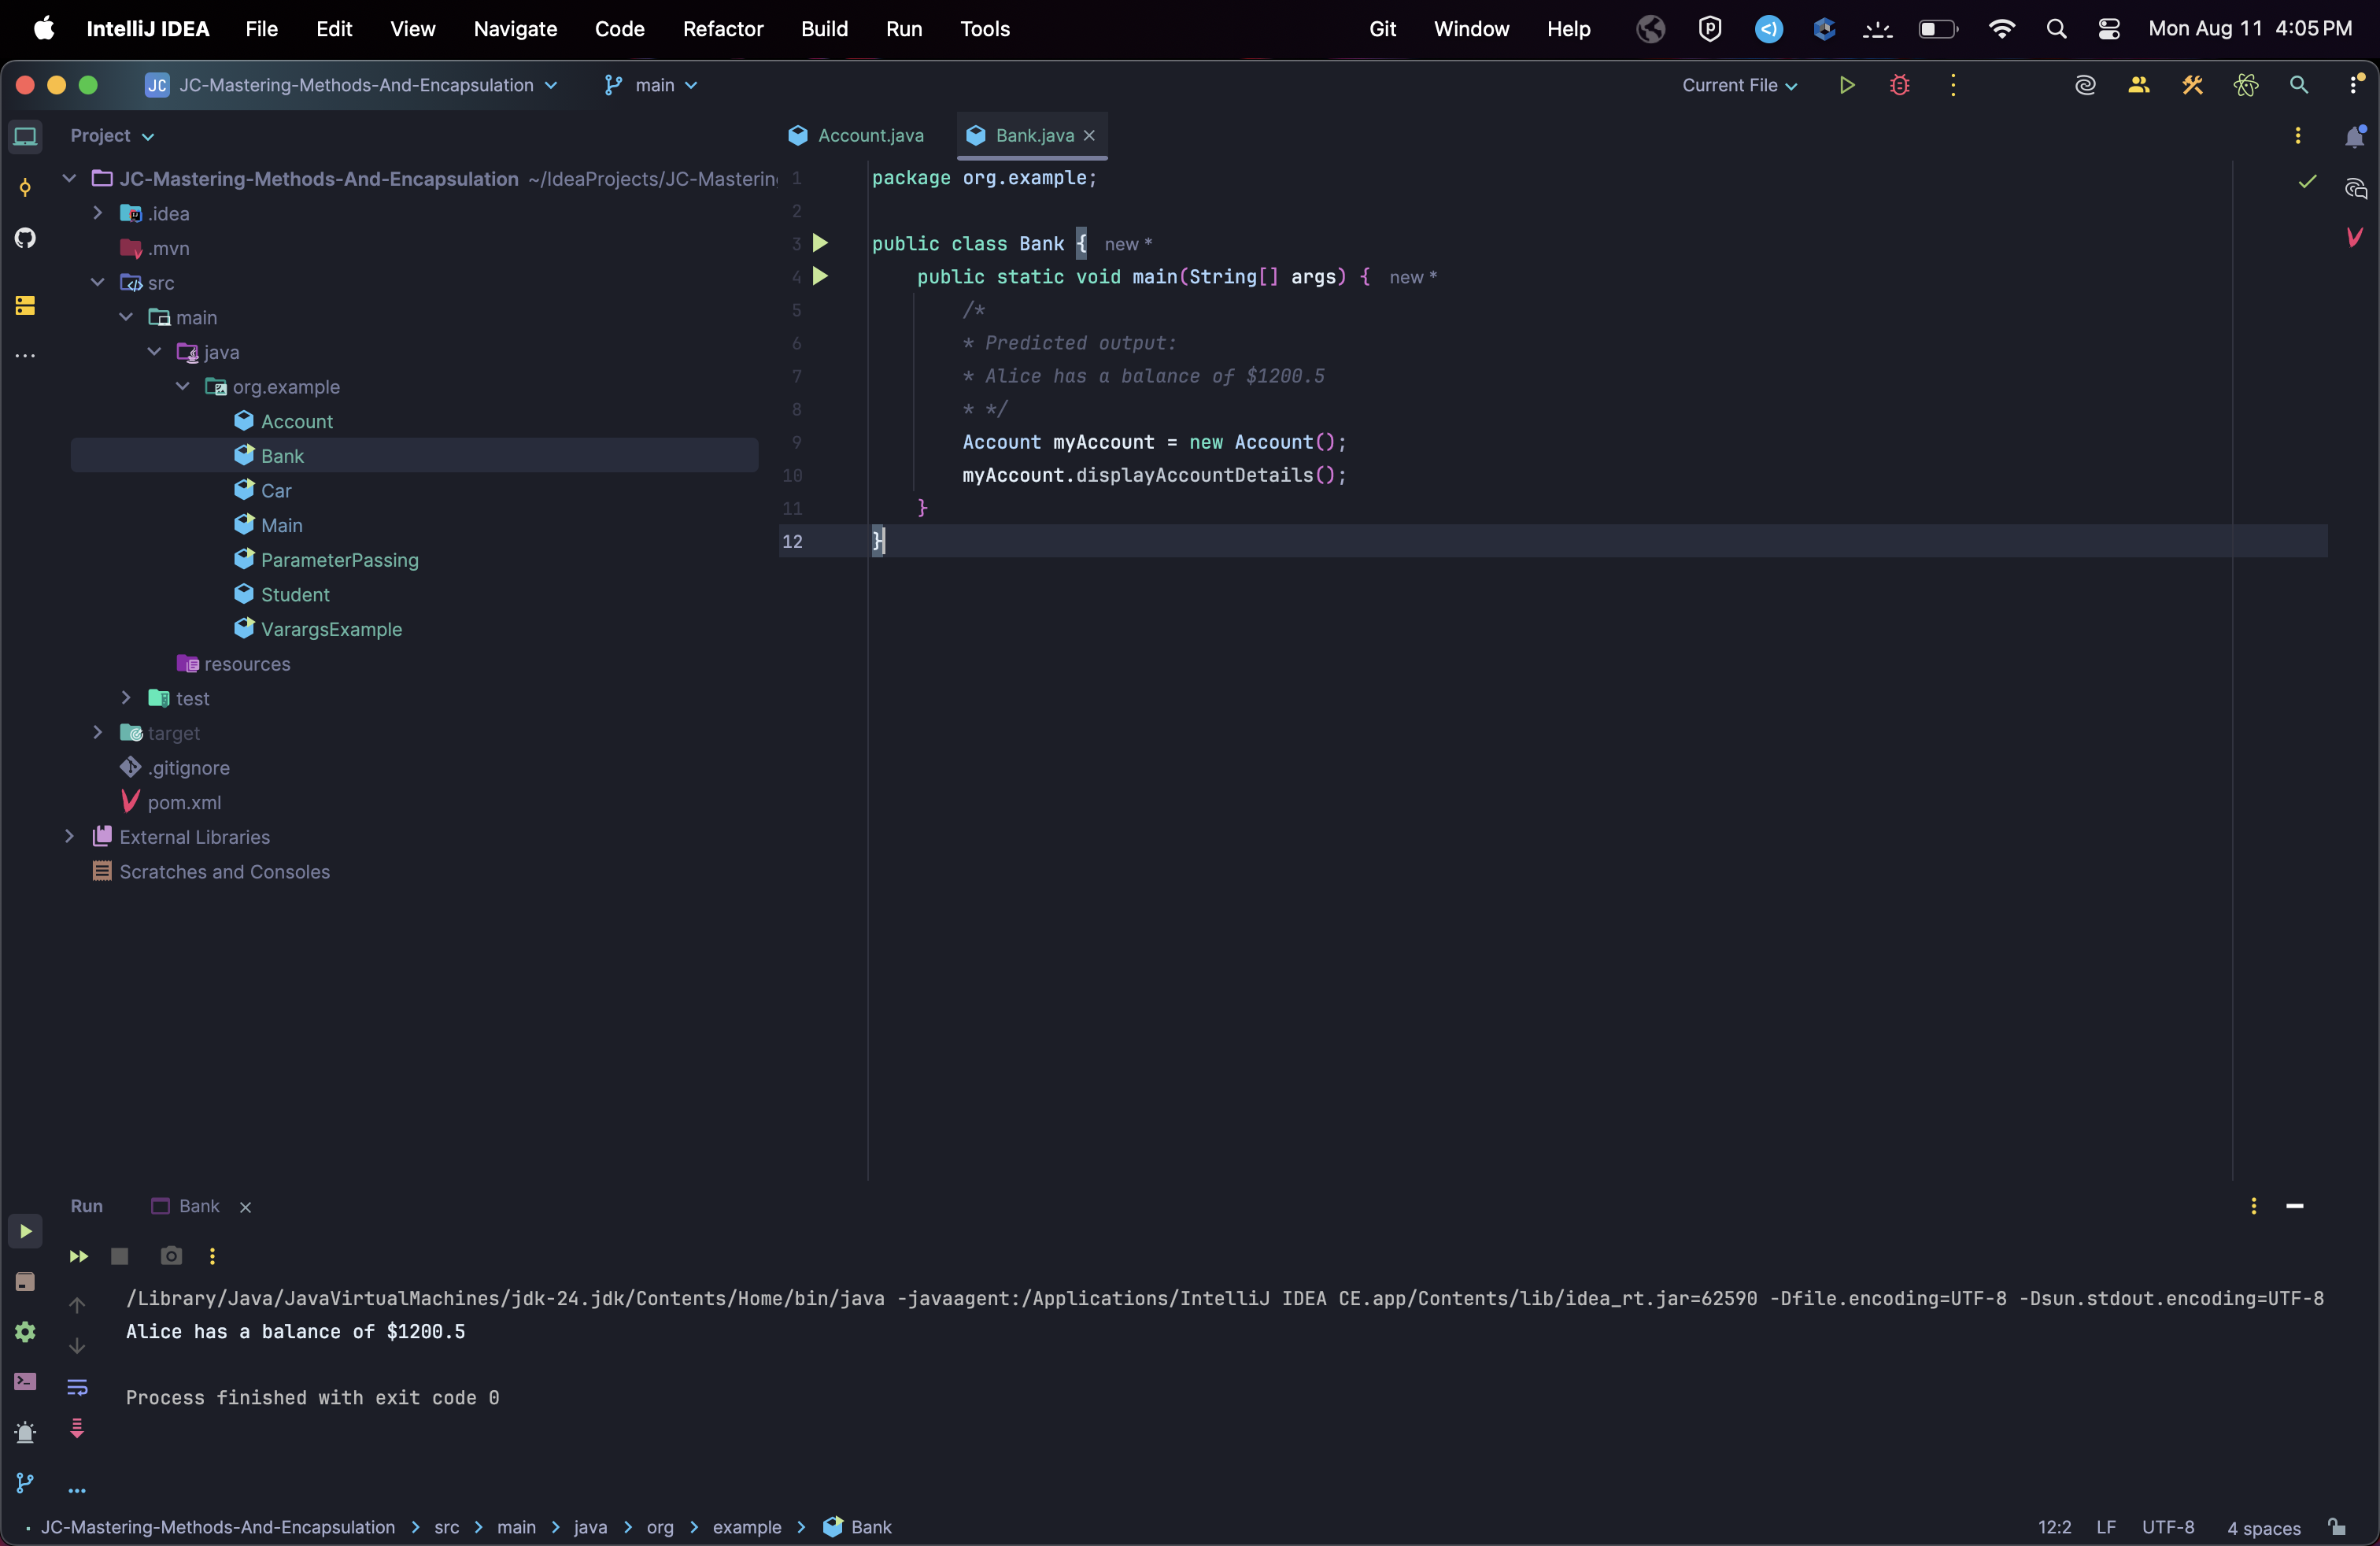 IntelliJ IDEA File Edit View Navigate Code Refactor Build Run Tools Git Window Help Mon Aug 11 4:05 PM
JC JC-Mastering-Methods-And-Encapsulation main Current File
Project
JC-Mastering-Methods-And-Encapsulation ~/IdeaProjects/JC-Mastering
.idea
.mvn
src
main
java
org.example
Account
Bank
Car
Main
ParameterPassing
Student
VarargsExample
resources
test
target
.gitignore
pom.xml
External Libraries
Scratches and Consoles
Account.java Bank.java
1 package org.example;
2
3 public class Bank { new *
4 public static void main(String[] args) { new *
5 /*
6 * Predicted output:
7 * Alice has a balance of $1200.5
8 * */
9 Account myAccount = new Account();
10 myAccount.displayAccountDetails();
11 }
12 }
Run Bank
/Library/Java/JavaVirtualMachines/jdk-24.jdk/Contents/Home/bin/java -javaagent:/Applications/IntelliJ IDEA CE.app/Contents/lib/idea_rt.jar=62590 -Dfile.encoding=UTF-8 -Dsun.stdout.encoding=UTF-8
Alice has a balance of $1200.5
Process finished with exit code 0
JC-Mastering-Methods-And-Encapsulation > src > main > java > org > example > Bank 12:2 LF UTF-8 4 spaces